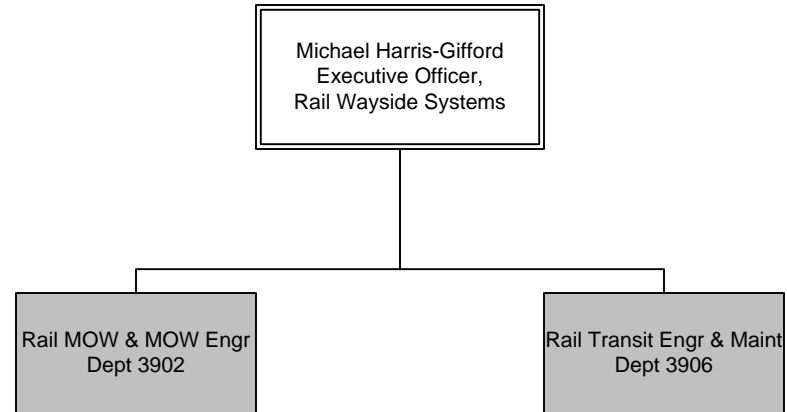 Michael Harris-Gifford
Executive Officer,
Rail Wayside Systems
Rail MOW & MOW Engr
Dept 3902
Rail Transit Engr & Maint
Dept 3906